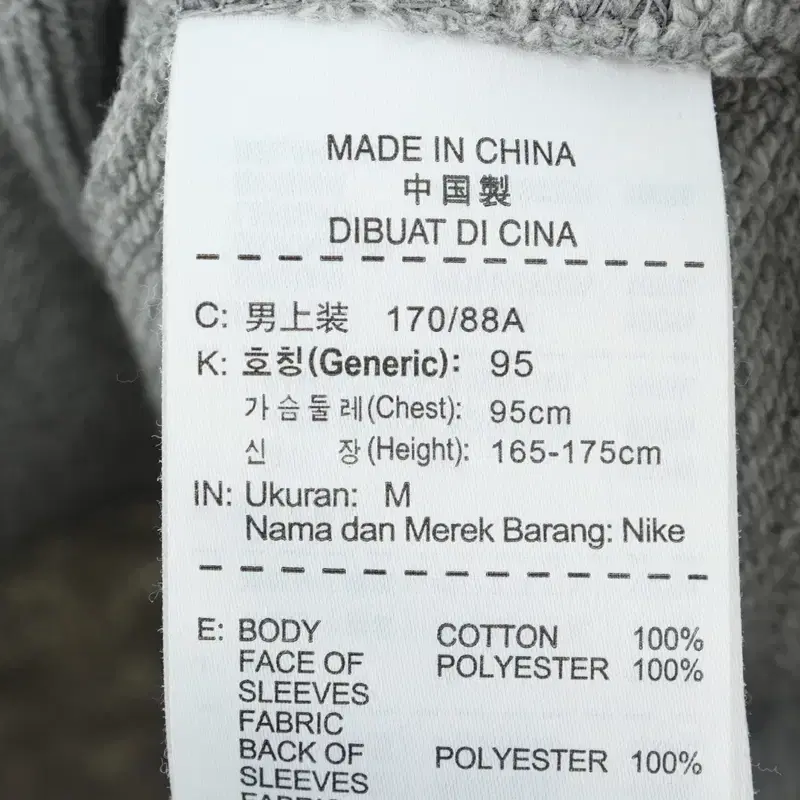 MADE IN CHINA
中国製
DIBUAT DI CINA
C: 男上装 170/88A
K: 호칭(Generic): 95
가슴둘레(Chest): 95cm
신 장(Height): 165-175cm
IN: Ukuran: M
Nama dan Merek Barang: Nike
E: BODY COTTON 100%
FACE OF POLYESTER 100%
SLEEVES
FABRIC
BACK OF POLYESTER 100%
SLEEVES
FABRIC